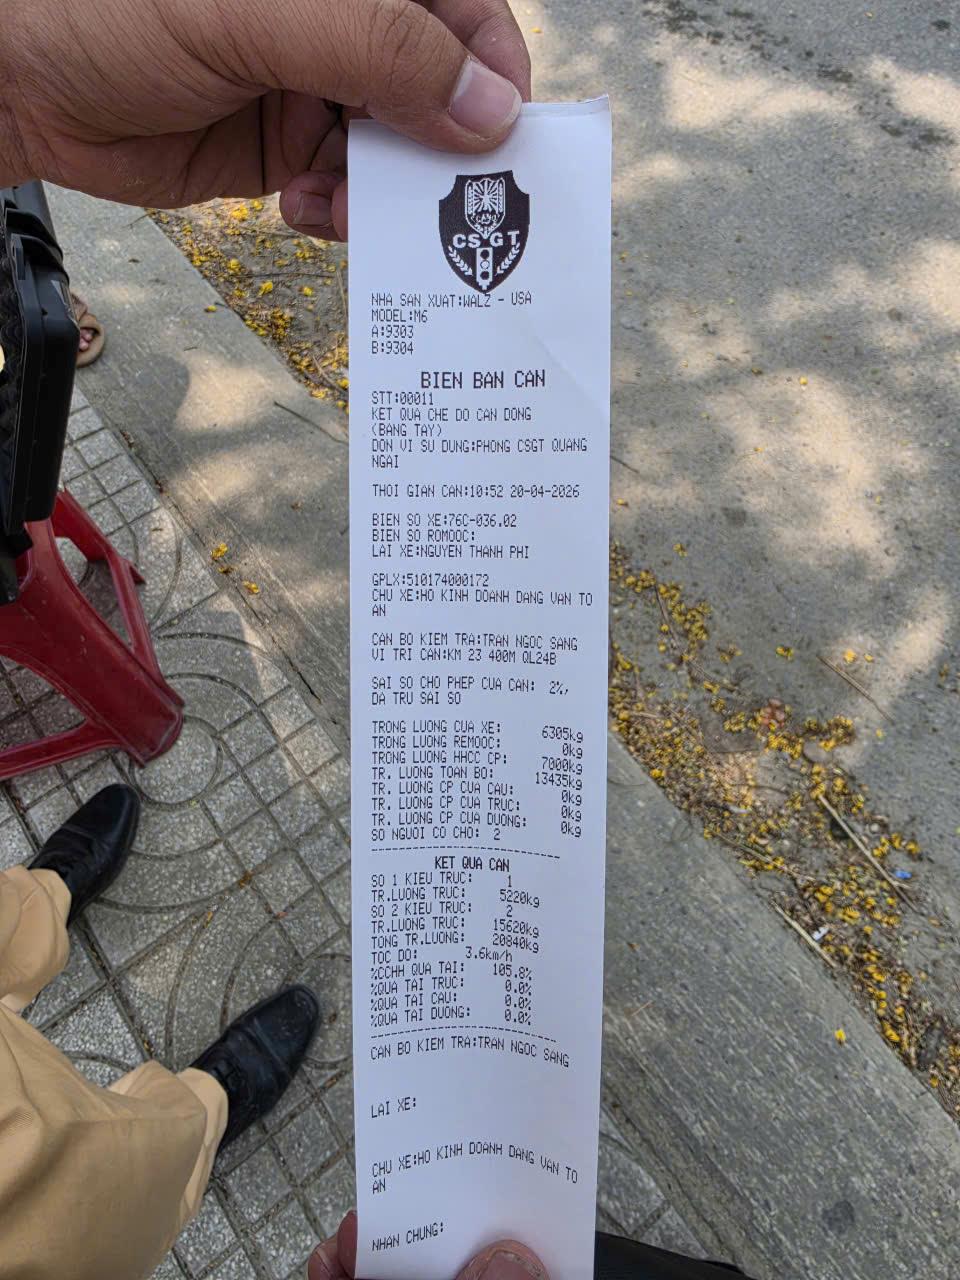 CSGT
NHA SAN XUAT:WALZ - USA
MODEL:M6
A:9303
B:9304
BIEN BAN CAN
STT:00011
KET QUA CHE DO CAN DONG
(BANG TAY)
DON VI SU DUNG:PHONG CSGT QUANG
NGAI
THOI GIAN CAN:10:52 20-04-2026
BIEN SO XE:76C-036.02
BIEN SO ROMOOC:
LAI XE:NGUYEN THANH PHI
GPLX:510174000172
CHU XE:HO KINH DOANH DANG VAN TO
AN
CAN BO KIEM TRA:TRAN NGOC SANG
VI TRI CAN:KM 23 400M QL24B
SAI SO CHO PHEP CUA CAN: 2%,
DA TRU SAI SO
TRONG LUONG CUA XE: 6305kg
TRONG LUONG REMOOC: 0kg
TRONG LUONG HHCC CP: 7000kg
TR. LUONG TOAN BO: 13435kg
TR. LUONG CP CUA CAU: 0kg
TR. LUONG CP CUA TRUC: 0kg
TR. LUONG CP CUA DUONG: 0kg
SO NGUOI CO CHO: 2
KET QUA CAN
SO 1 KIEU TRUC: 1
TR.LUONG TRUC: 5220kg
SO 2 KIEU TRUC: 2
TR.LUONG TRUC: 15620kg
TONG TR.LUONG: 20840kg
TOC DO: 3.6km/h
%CCHH QUA TAI: 105.8%
%QUA TAI TRUC: 0.0%
%QUA TAI CAU: 0.0%
%QUA TAI DUONG: 0.0%
CAN BO KIEM TRA:TRAN NGOC SANG
LAI XE:
CHU XE:HO KINH DOANH DANG VAN TO
AN
NHAN CHUNG: